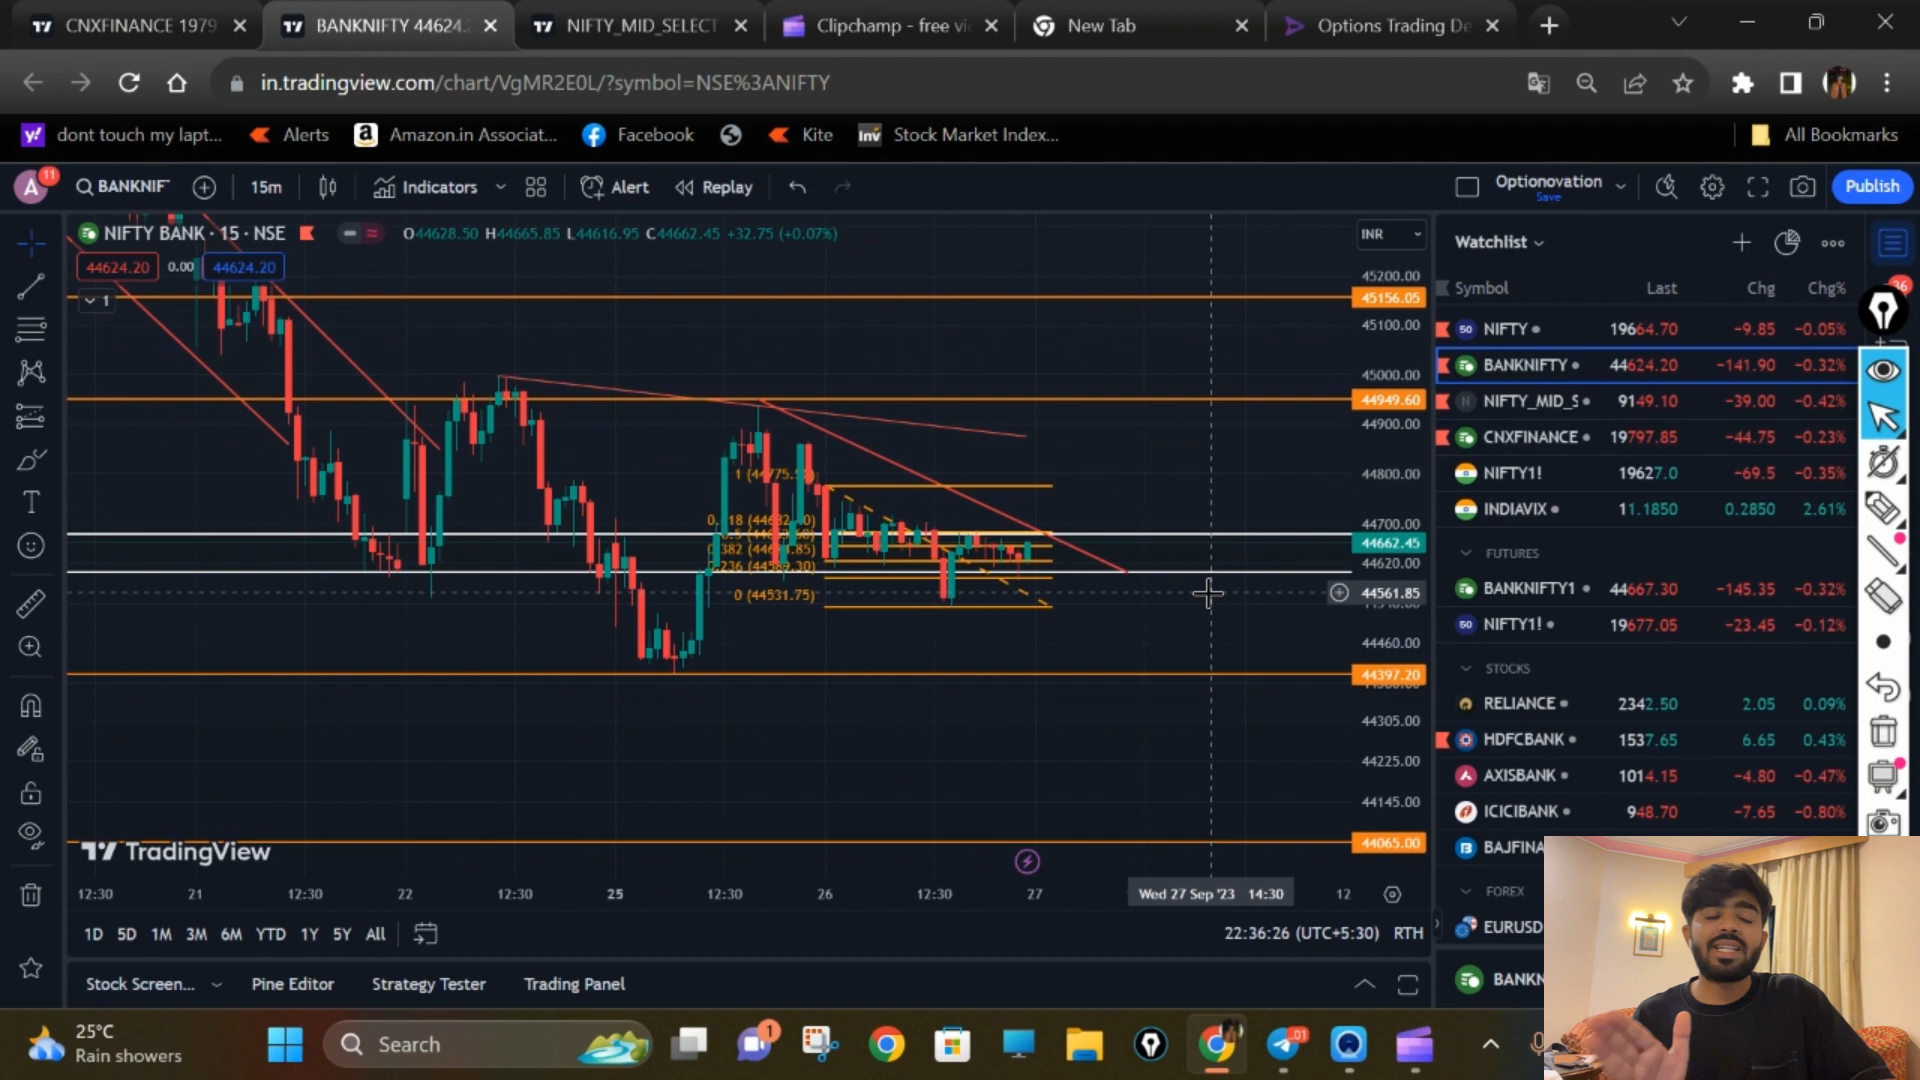 CNXFINANCE 1979
BANKNIFTY 44624.
NIFTY_MID_SELECT
Clipchamp - free vi
New Tab
Options Trading De
in.tradingview.com/chart/VgMR2E0L/?symbol=NSE%3ANIFTY
dont touch my lapt...
Alerts
Amazon.in Associat...
Facebook
Kite
Inv
Stock Market Index...
All Bookmarks
A
11
BANKNIF
15m
Indicators
Alert
Replay
Optionovation
Save
Publish
NIFTY BANK · 15 · NSE
O44628.50 H44665.85 L44616.95 C44662.45 +32.75 (+0.07%)
INR
44624.20
0.00
44624.20
1
45200.00
45156.05
45100.00
45000.00
44949.60
44900.00
44800.00
44700.00
44662.45
44620.00
44561.85
44460.00
44397.20
44305.00
44225.00
44145.00
44065.00
0 (44531.75)
TradingView
12:30
21
12:30
22
12:30
25
12:30
26
12:30
27
Wed 27 Sep '23 14:30
12
1D 5D 1M 3M 6M YTD 1Y 5Y All
22:36:26 (UTC+5:30)
RTH
Stock Screen...
Pine Editor
Strategy Tester
Trading Panel
Watchlist
36
Symbol Last Chg Chg%
50 NIFTY 19664.70 −9.85 −0.05%
BANKNIFTY 44624.20 −141.90 −0.32%
N NIFTY_MID_S 9149.10 −39.00 −0.42%
CNXFINANCE 19797.85 −44.75 −0.23%
NIFTY1! 19627.0 −69.5 −0.35%
INDIAVIX 11.1850 0.2850 2.61%
FUTURES
BANKNIFTY1 44667.30 −145.35 −0.32%
50 NIFTY1! 19677.05 −23.45 −0.12%
STOCKS
RELIANCE 2342.50 2.05 0.09%
HDFCBANK 1537.65 6.65 0.43%
AXISBANK 1014.15 −4.80 −0.47%
ICICIBANK 948.70 −7.65 −0.80%
BAJFINA
FOREX
EURUSD
BANKN
25°C
Rain showers
Search
1